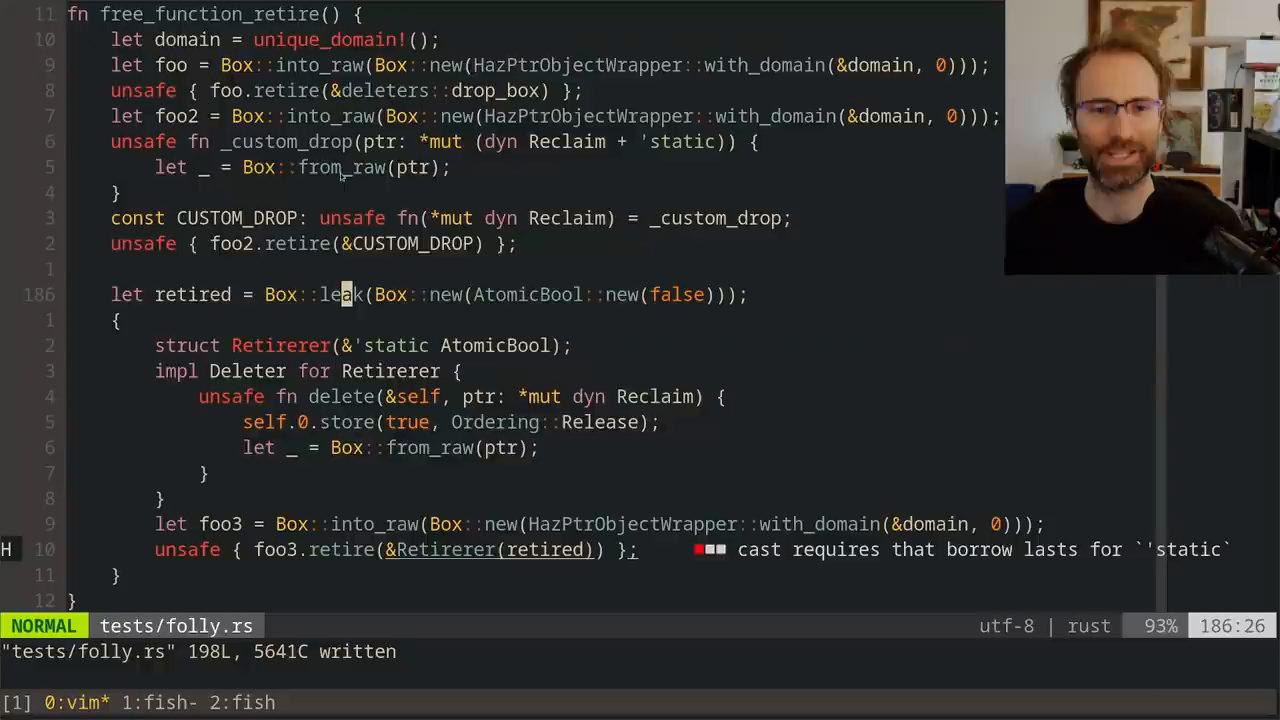 11 fn free_function_retire() {
10     let domain = unique_domain!();
9     let foo = Box::into_raw(Box::new(HazPtrObjectWrapper::with_domain(&domain, 0)));
8     unsafe { foo.retire(&deleters::drop_box) };
7     let foo2 = Box::into_raw(Box::new(HazPtrObjectWrapper::with_domain(&domain, 0)));
6     unsafe fn _custom_drop(ptr: *mut (dyn Reclaim + 'static)) {
5         let _ = Box::from_raw(ptr);
4     }
3     const CUSTOM_DROP: unsafe fn(*mut dyn Reclaim) = _custom_drop;
2     unsafe { foo2.retire(&CUSTOM_DROP) };
1
186     let retired = Box::leak(Box::new(AtomicBool::new(false)));
1     {
2         struct Retirerer(&'static AtomicBool);
3         impl Deleter for Retirerer {
4             unsafe fn delete(&self, ptr: *mut dyn Reclaim) {
5                 self.0.store(true, Ordering::Release);
6                 let _ = Box::from_raw(ptr);
7             }
8         }
9         let foo3 = Box::into_raw(Box::new(HazPtrObjectWrapper::with_domain(&domain, 0)));
H 10         unsafe { foo3.retire(&Retirerer(retired)) };     cast requires that borrow lasts for `'static`
11     }
12 }
NORMAL tests/folly.rs utf-8 | rust 93% 186:26
"tests/folly.rs" 198L, 5641C written
[1] 0:vim* 1:fish- 2:fish